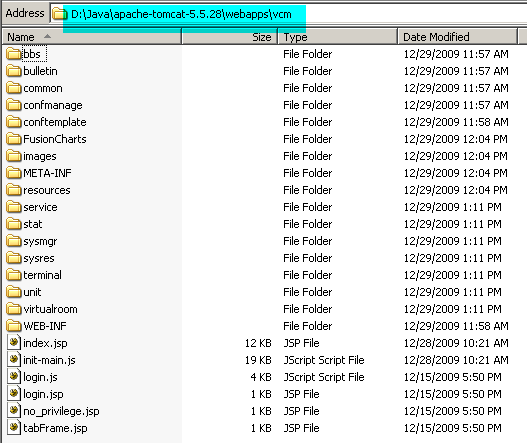 Address D:\Java\apache-tomcat-5.5.28\webapps\vcm
Name Size Type Date Modified
bbs File Folder 12/29/2009 11:57 AM
bulletin File Folder 12/29/2009 11:57 AM
common File Folder 12/29/2009 11:57 AM
confmanage File Folder 12/29/2009 11:57 AM
conftemplate File Folder 12/29/2009 11:58 AM
FusionCharts File Folder 12/29/2009 12:04 PM
images File Folder 12/29/2009 12:04 PM
META-INF File Folder 12/29/2009 12:04 PM
resources File Folder 12/29/2009 12:04 PM
service File Folder 12/29/2009 1:11 PM
stat File Folder 12/29/2009 1:11 PM
sysmgr File Folder 12/29/2009 1:11 PM
sysres File Folder 12/29/2009 1:11 PM
terminal File Folder 12/29/2009 1:11 PM
unit File Folder 12/29/2009 1:11 PM
virtualroom File Folder 12/29/2009 1:11 PM
WEB-INF File Folder 12/29/2009 11:58 AM
index.jsp 12 KB JSP File 12/28/2009 10:21 AM
init-main.js 19 KB JScript Script File 12/28/2009 10:21 AM
login.js 4 KB JScript Script File 12/15/2009 5:50 PM
login.jsp 12 KB JSP File 12/15/2009 5:50 PM
no_privilege.jsp 2 KB JSP File 12/15/2009 5:50 PM
tabFrame.jsp 1 KB JSP File 12/15/2009 5:50 PM